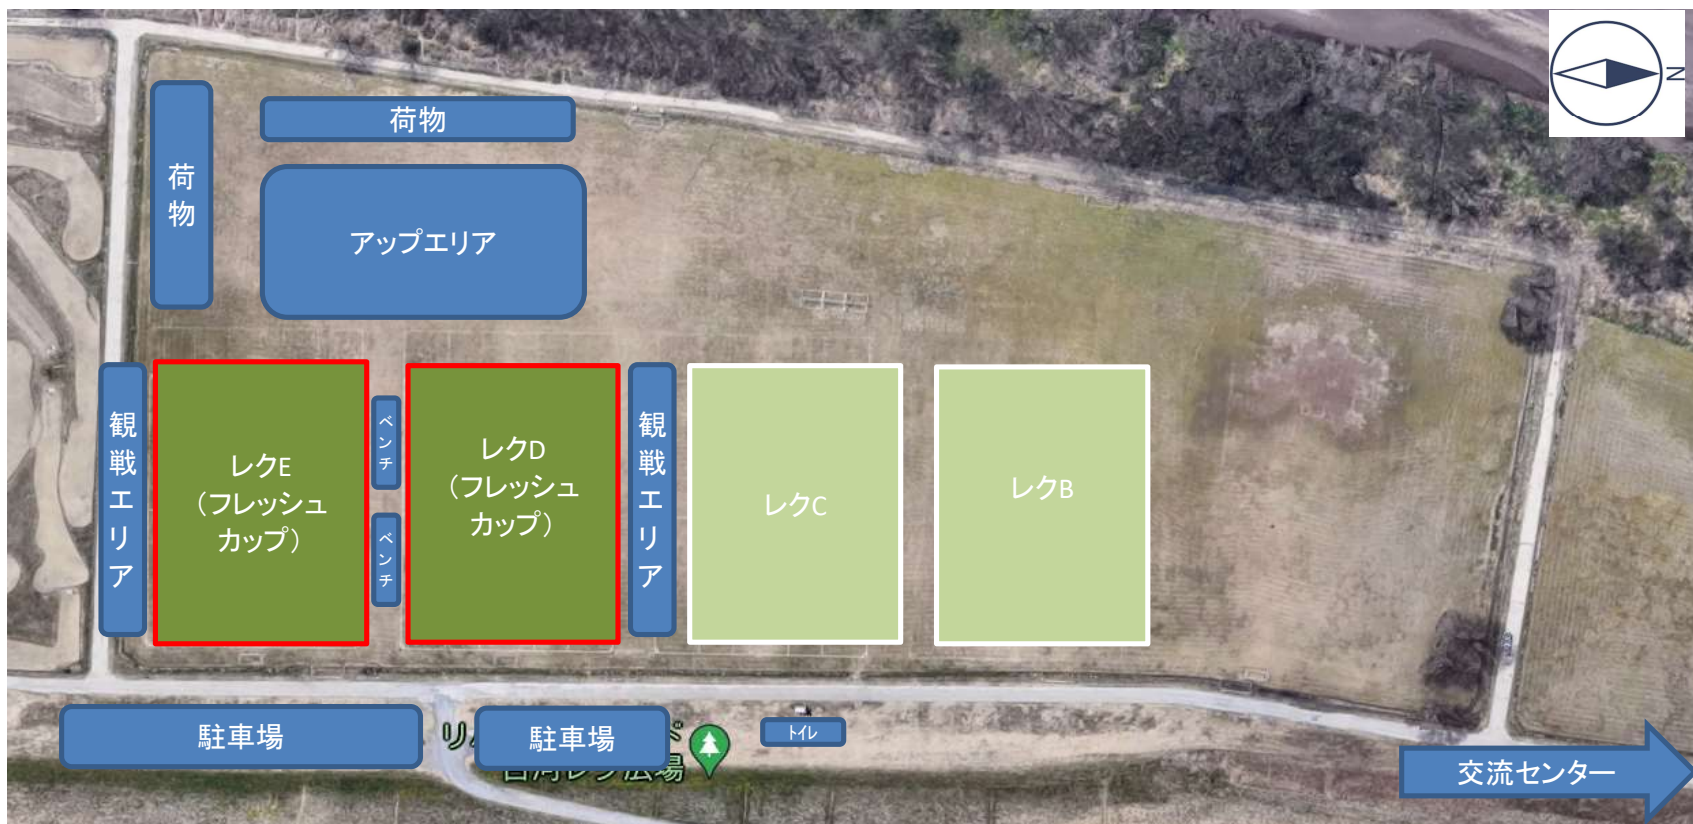 N
荷物
荷物
アップエリア
観戦エリア
レクE
（フレッシュ
カップ）
ベンチ
ベンチ
レクD
（フレッシュ
カップ）
観戦エリア
レクC
レクB
駐車場
駐車場
トイレ
交流センター